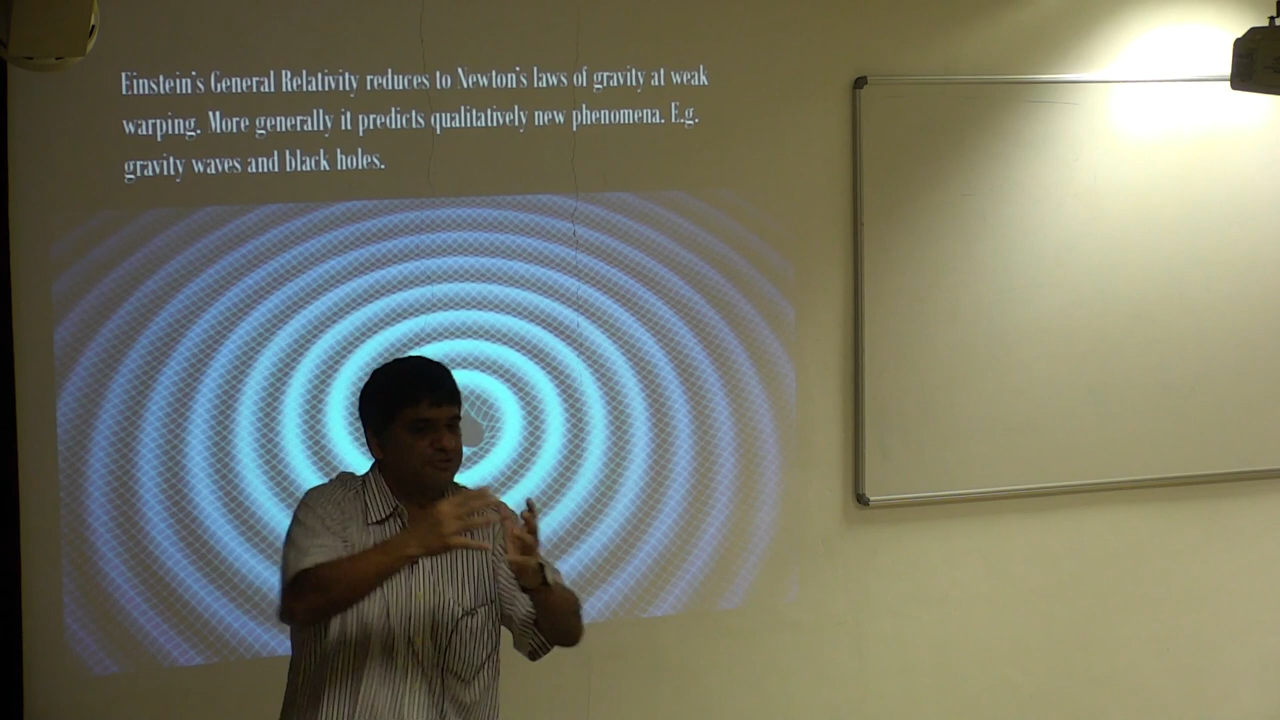 Einstein's General Relativity reduces to Newton's laws of gravity at weak
warping. More generally it predicts qualitatively new phenomena. E.g.
gravity waves and black holes.